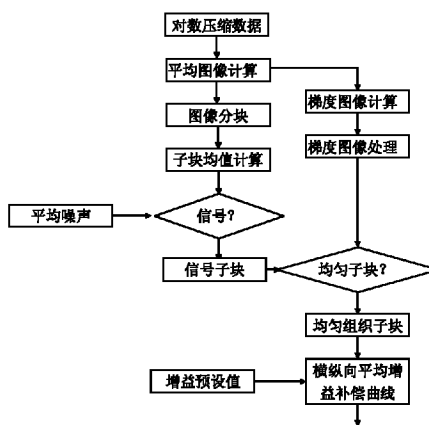 对数压缩数据
平均图像计算
图像分块
梯度图像计算
子块均值计算
梯度图像处理
平均噪声
信号？
信号子块
均匀子块？
均匀组织子块
增益预设值
横纵向平均增
益补偿曲线